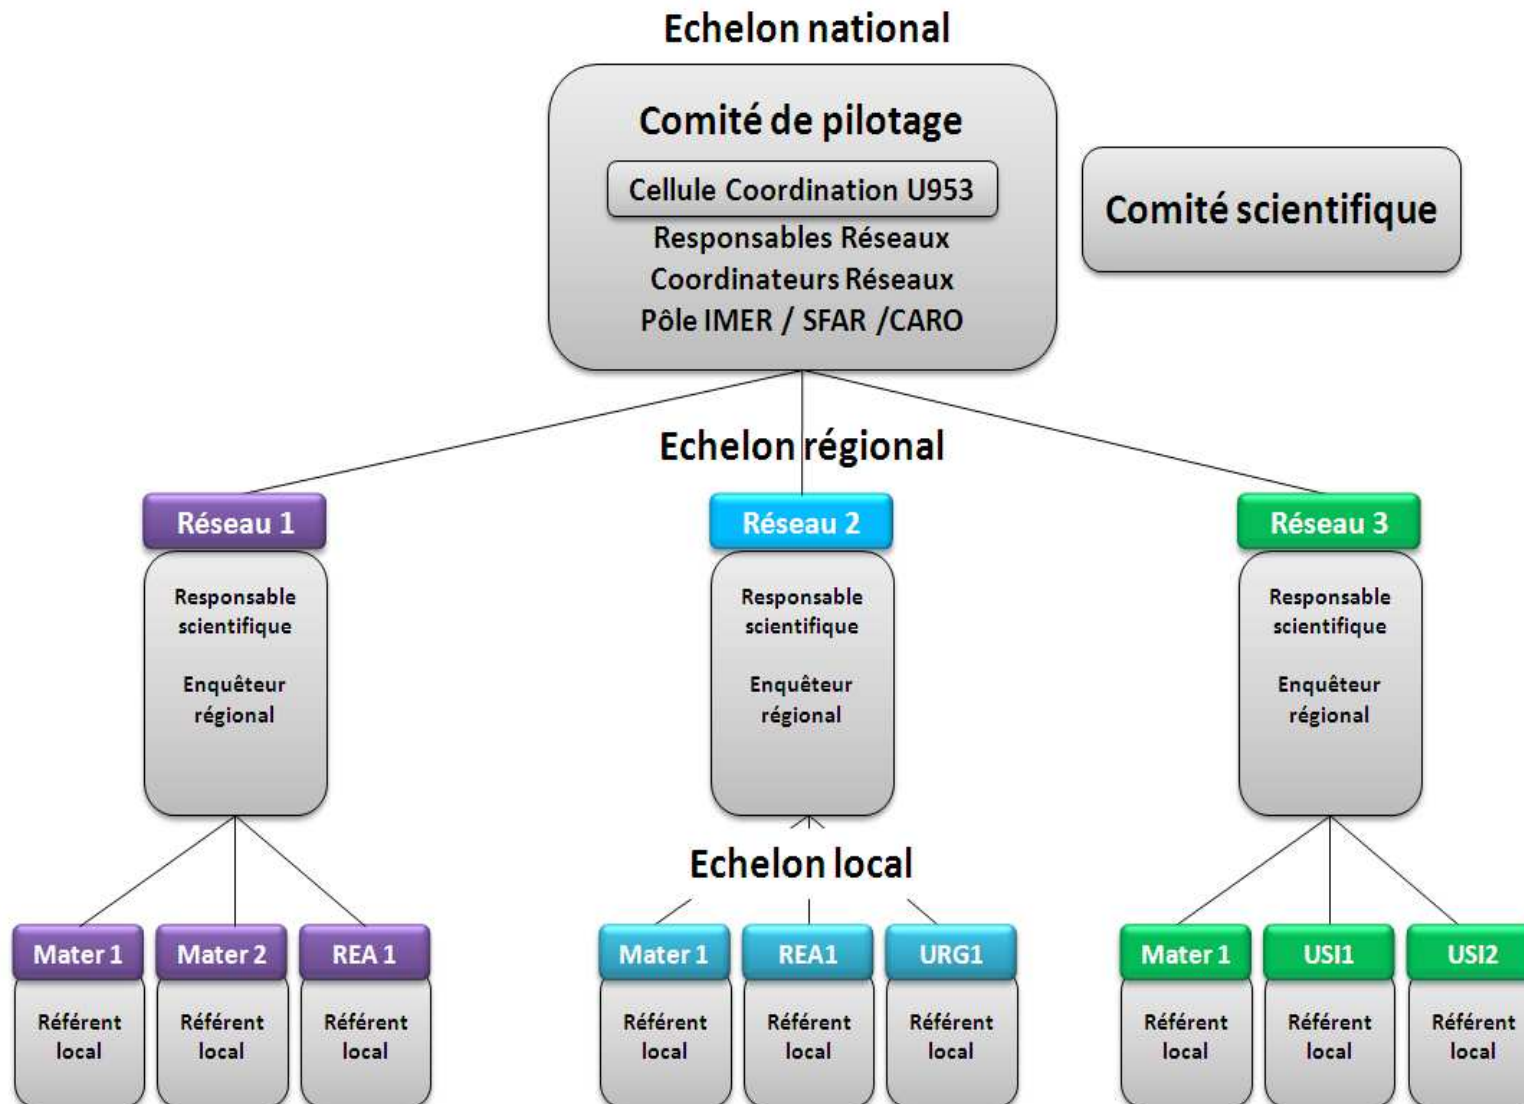 Echelon national
Comité de pilotage
Cellule Coordination U953
Responsables Réseaux
Coordinateurs Réseaux
Pôle IMER / SFAR /CARO
Comité scientifique
Echelon régional
Réseau 1
Responsable
scientifique
Enquêteur
régional
Réseau 2
Responsable
scientifique
Enquêteur
régional
Réseau 3
Responsable
scientifique
Enquêteur
régional
Echelon local
Mater 1
Référent
local
Mater 2
Référent
local
REA 1
Référent
local
Mater 1
Référent
local
REA1
Référent
local
URG1
Référent
local
Mater 1
Référent
local
USI1
Référent
local
USI2
Référent
local